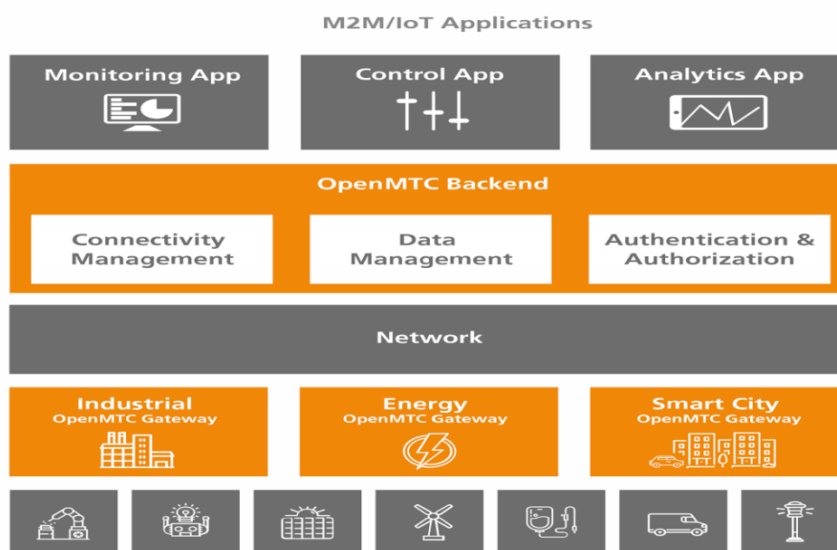 M2M/IoT Applications
Monitoring App
Control App
Analytics App
OpenMTC Backend
Connectivity
Management
Data
Management
Authentication &
Authorization
Network
Industrial
OpenMTC Gateway
Energy
OpenMTC Gateway
Smart City
OpenMTC Gateway